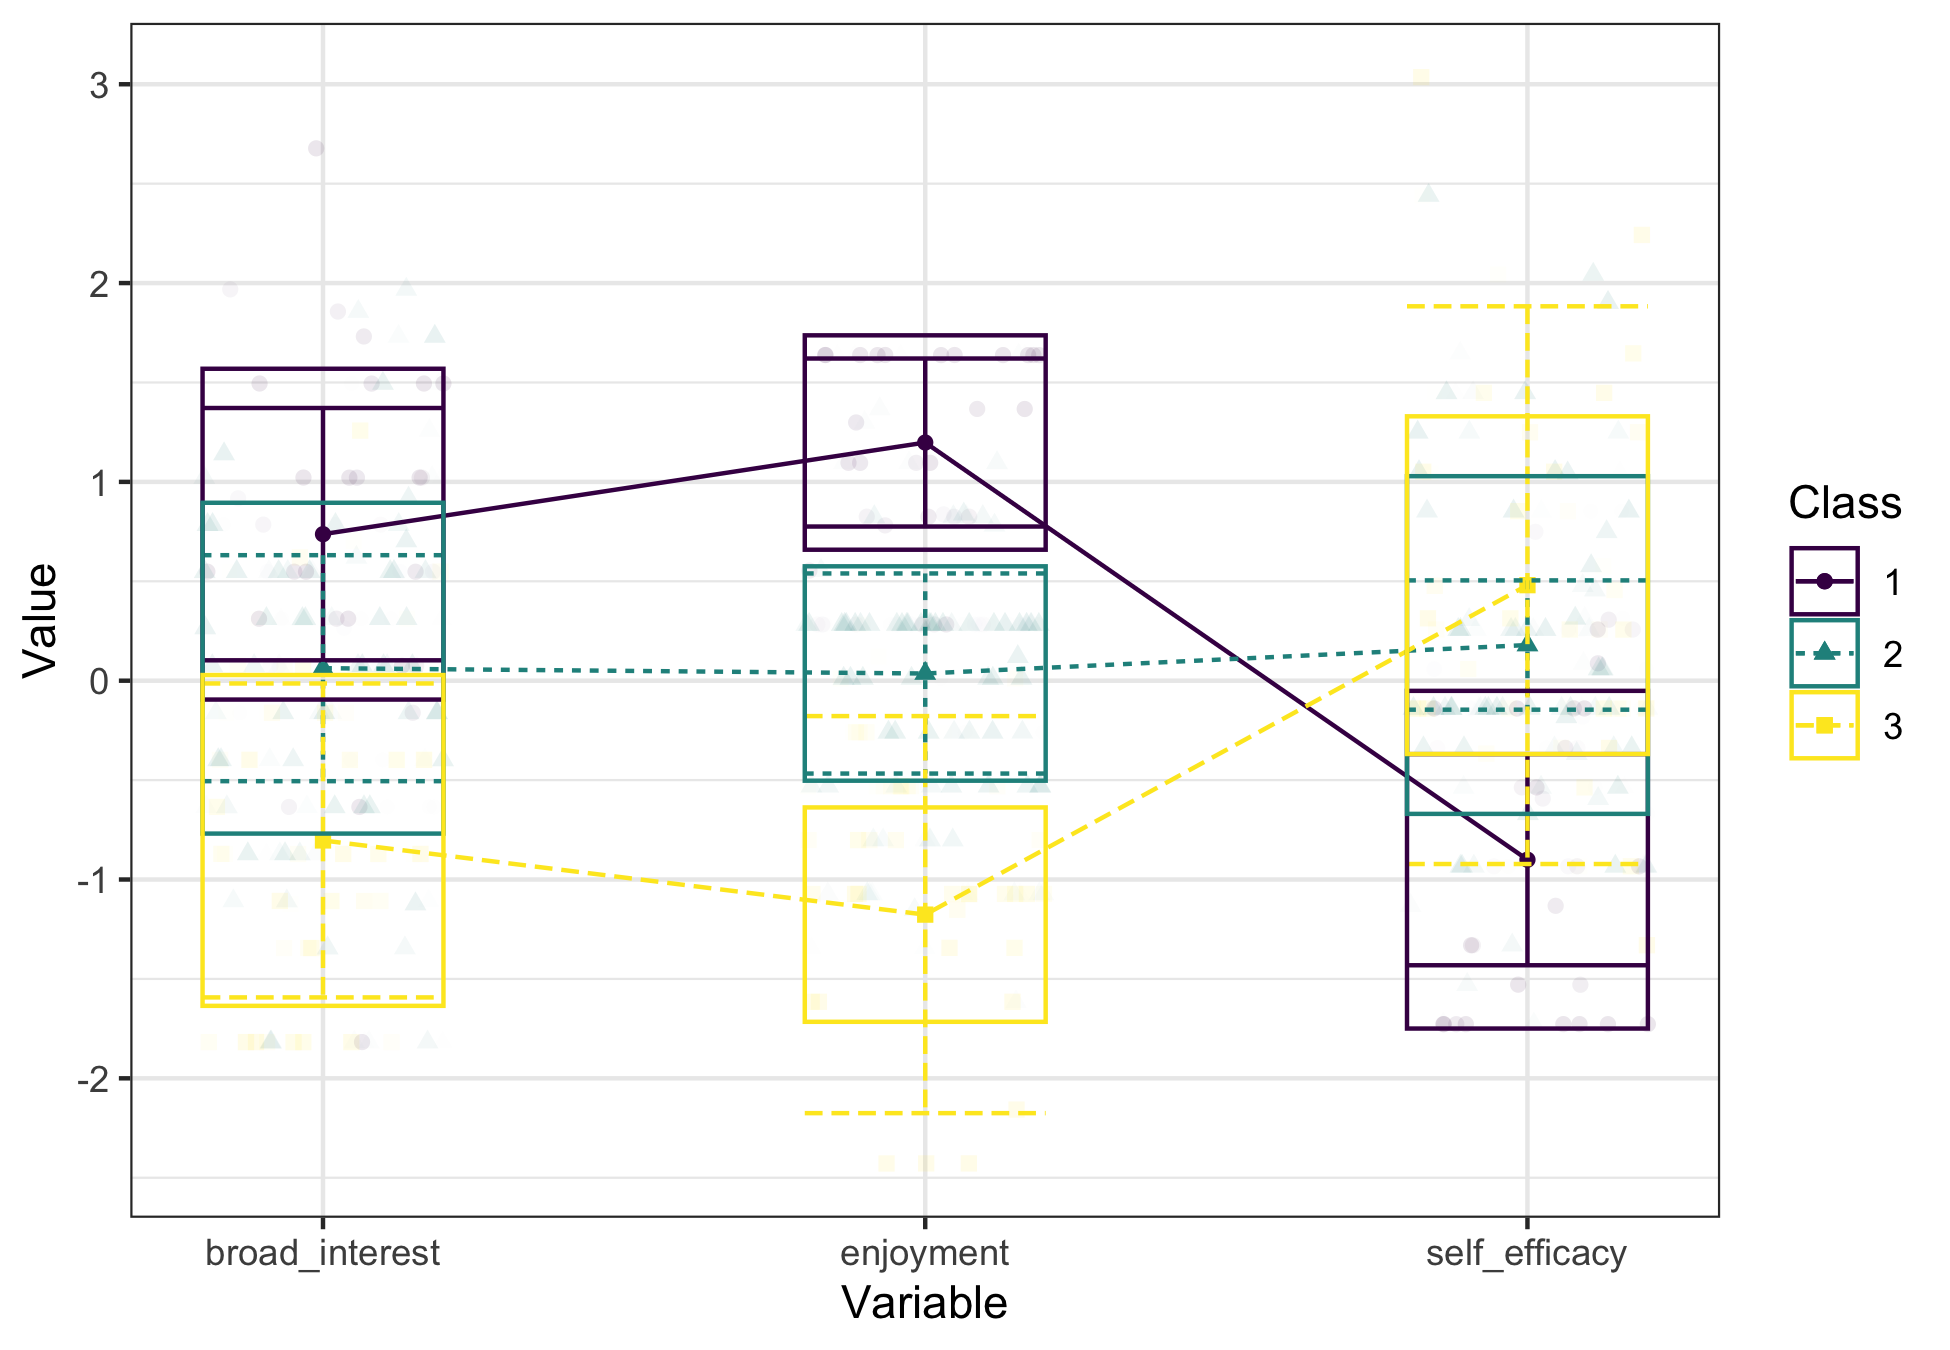 3
2
1
0
-1
-2
Value
broad_interest
enjoyment
self_efficacy
Variable
Class
1
2
3